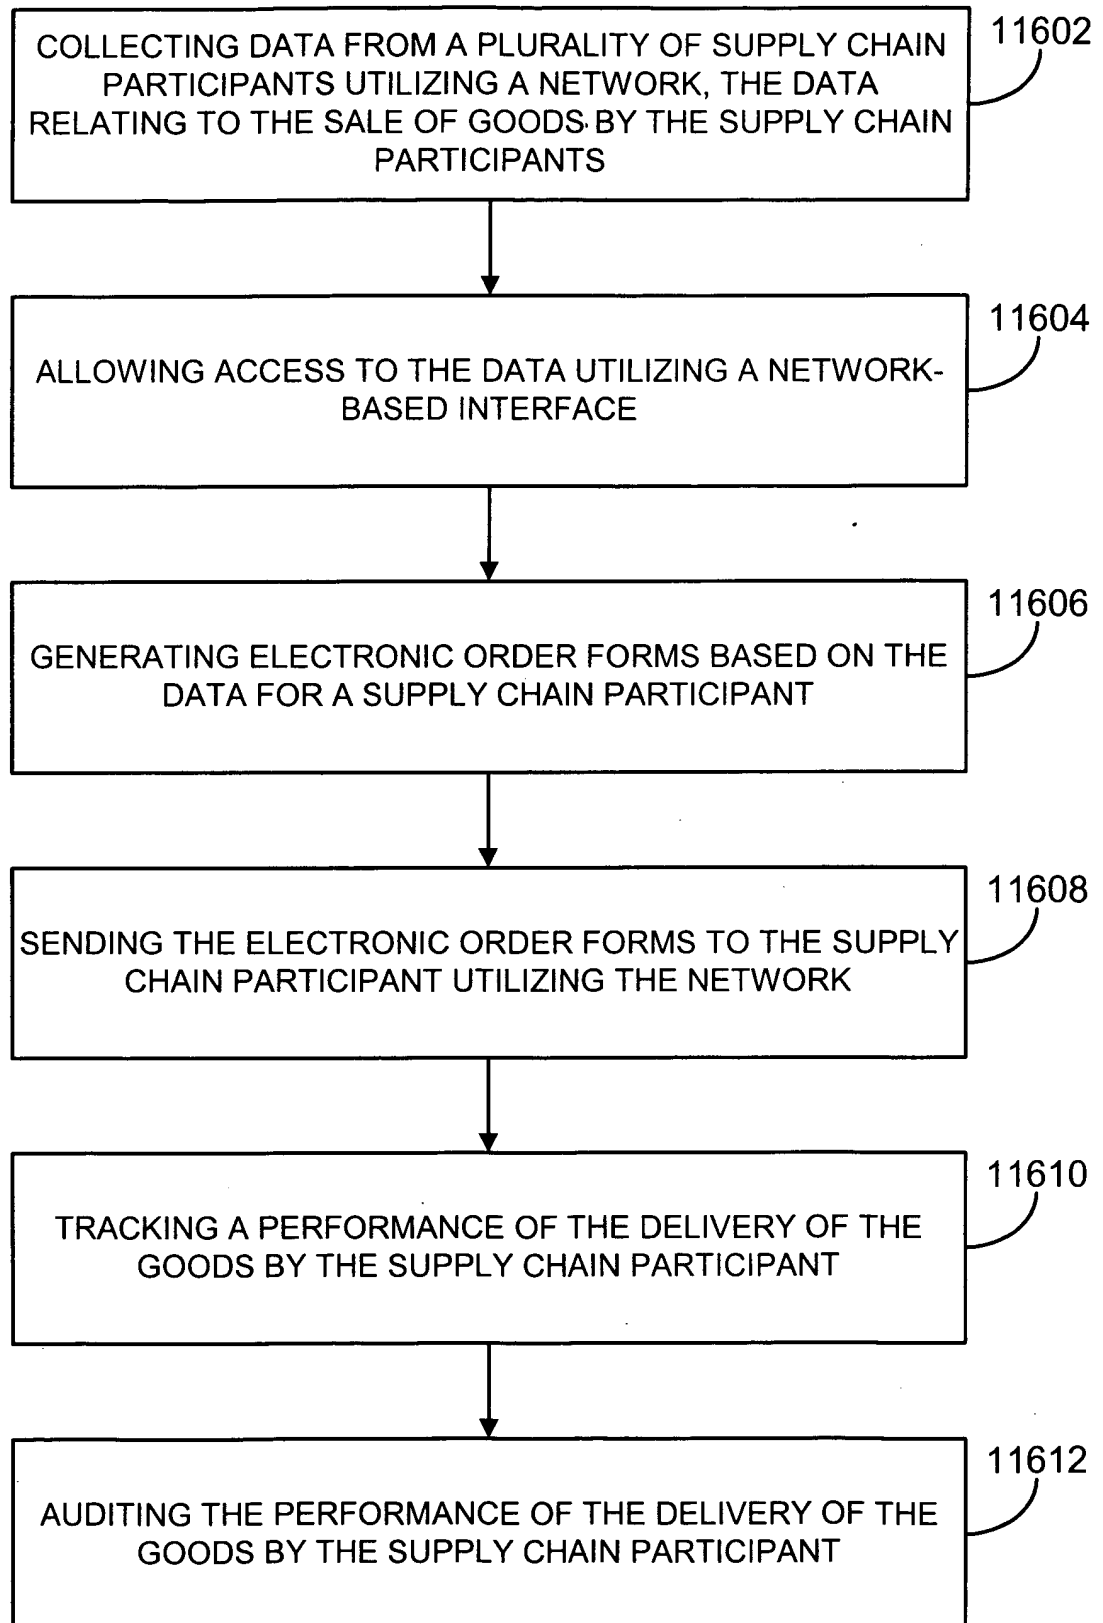 COLLECTING DATA FROM A PLURALITY OF SUPPLY CHAIN
PARTICIPANTS UTILIZING A NETWORK, THE DATA
RELATING TO THE SALE OF GOODS BY THE SUPPLY CHAIN
PARTICIPANTS
11602
ALLOWING ACCESS TO THE DATA UTILIZING A NETWORK-
BASED INTERFACE
11604
GENERATING ELECTRONIC ORDER FORMS BASED ON THE
DATA FOR A SUPPLY CHAIN PARTICIPANT
11606
SENDING THE ELECTRONIC ORDER FORMS TO THE SUPPLY
CHAIN PARTICIPANT UTILIZING THE NETWORK
11608
TRACKING A PERFORMANCE OF THE DELIVERY OF THE
GOODS BY THE SUPPLY CHAIN PARTICIPANT
11610
AUDITING THE PERFORMANCE OF THE DELIVERY OF THE
GOODS BY THE SUPPLY CHAIN PARTICIPANT
11612